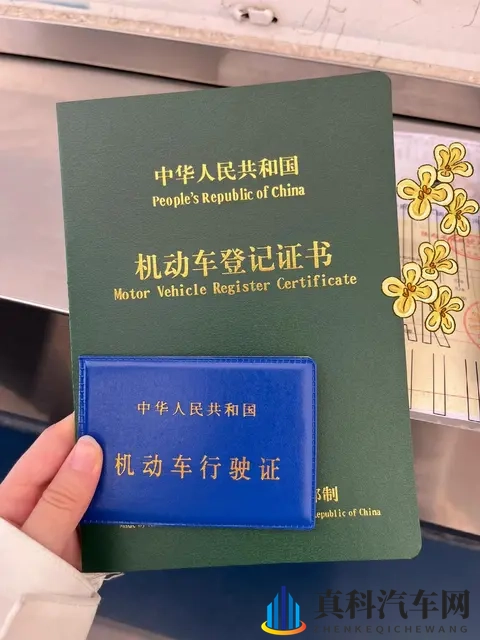 中华人民共和国
People's Republic of China
机动车登记证书
Motor Vehicle Register Certificate
中华人民共和国
机动车行驶证
部制
Republic of China
真科汽车网
ZHENKEQICHEWANG